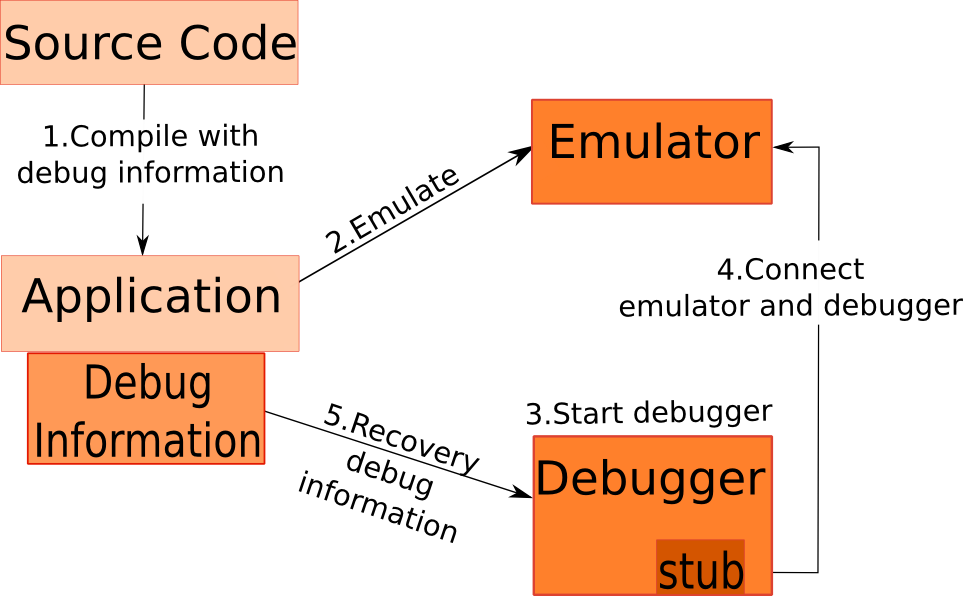 Source Code
1.Compile with
debug information
Application
Debug
Information
2.Emulate
Emulator
3.Start debugger
Debugger
stub
4.Connect
emulator and debugger
5.Recovery
debug
information